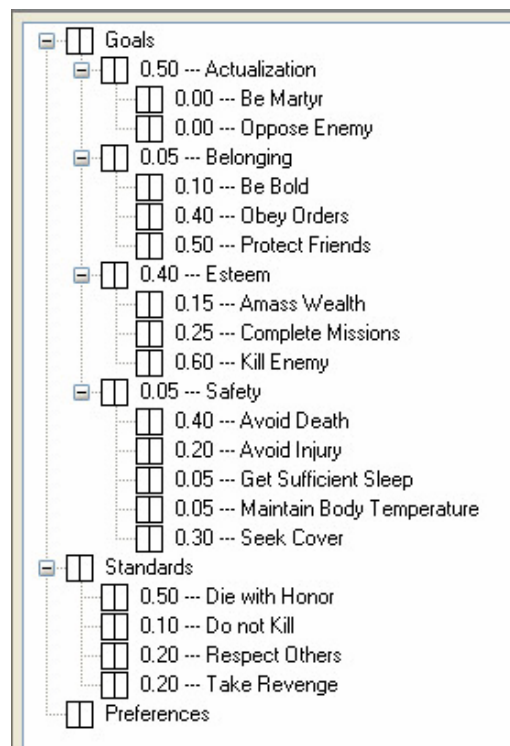 Goals
0.50 --- Actualization
0.00 --- Be Martyr
0.00 --- Oppose Enemy
0.05 --- Belonging
0.10 --- Be Bold
0.40 --- Obey Orders
0.50 --- Protect Friends
0.40 --- Esteem
0.15 --- Amass Wealth
0.25 --- Complete Missions
0.60 --- Kill Enemy
0.05 --- Safety
0.40 --- Avoid Death
0.20 --- Avoid Injury
0.05 --- Get Sufficient Sleep
0.05 --- Maintain Body Temperature
0.30 --- Seek Cover
Standards
0.50 --- Die with Honor
0.10 --- Do not Kill
0.20 --- Respect Others
0.20 --- Take Revenge
Preferences